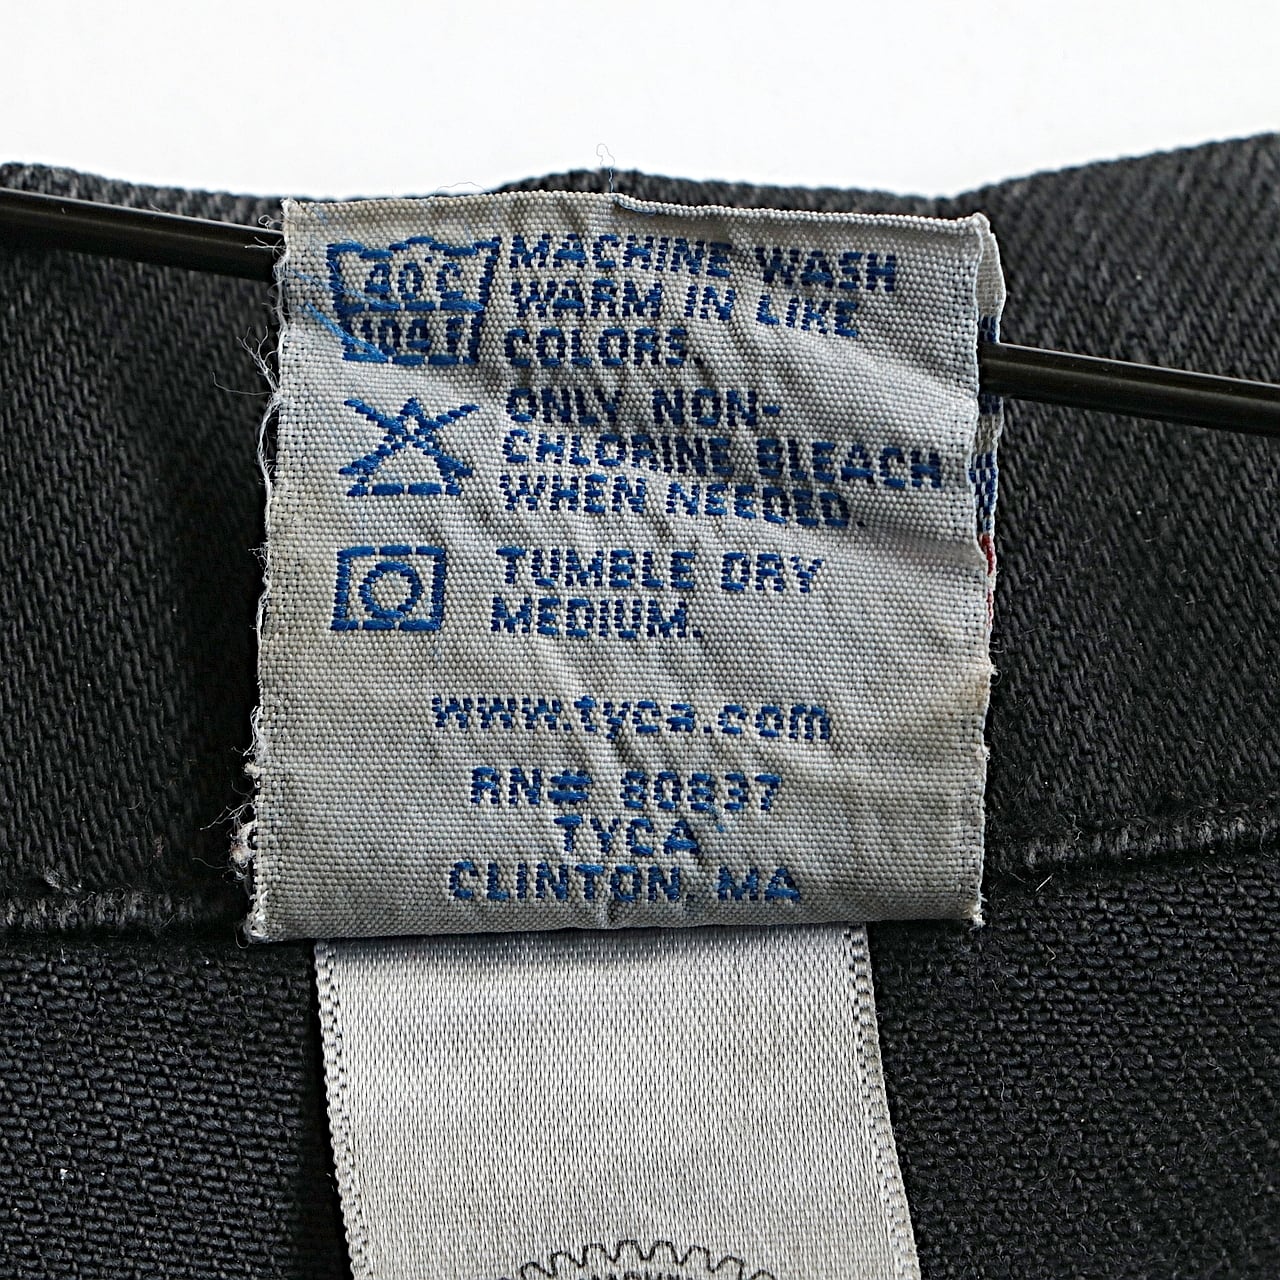 40°C
104 F
MACHINE WASH
WARM IN LIKE
COLORS.
ONLY NON-
CHLORINE BLEACH
WHEN NEEDED.
TUMBLE DRY
MEDIUM.
www.tyca.com
RN# 80837
TYCA
CLINTON, MA